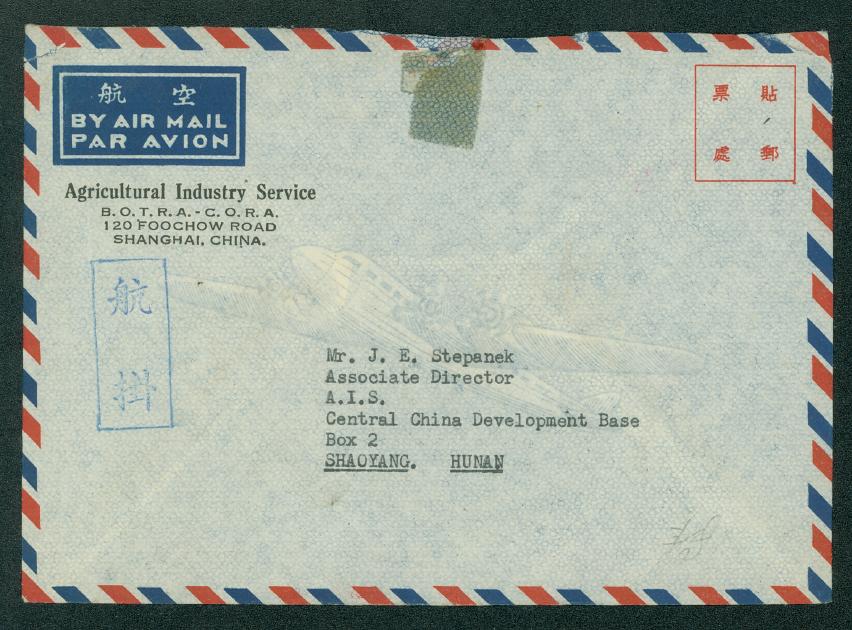 航空
BY AIR MAIL
PAR AVION
Agricultural Industry Service
B. O. T. R. A. - C. O. R. A.
120 FOOCHOW ROAD
SHANGHAI, CHINA.
貼郵票處
航掛
Mr. J. E. Stepanek
Associate Director
A.I.S.
Central China Development Base
Box 2
SHAOYANG. HUNAN